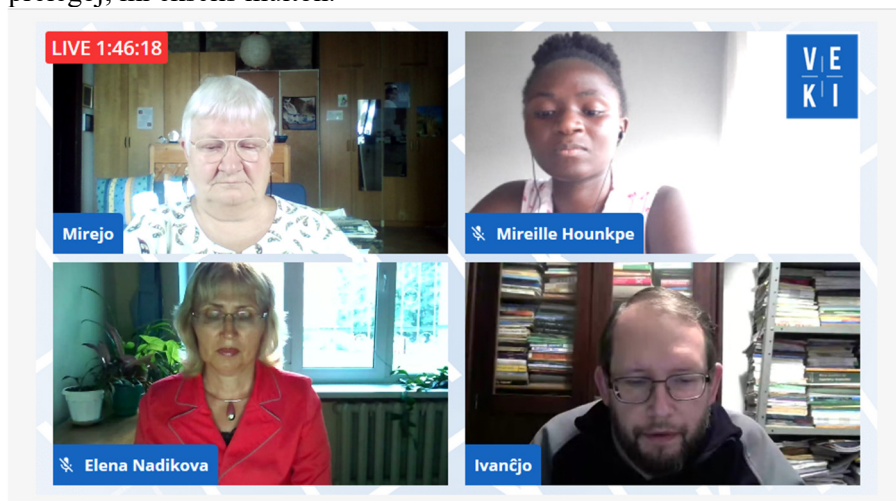 LIVE 1:46:18
V E
K I
Mirejo
Mireille Hounkpe
Elena Nadikova
Ivanĉjo